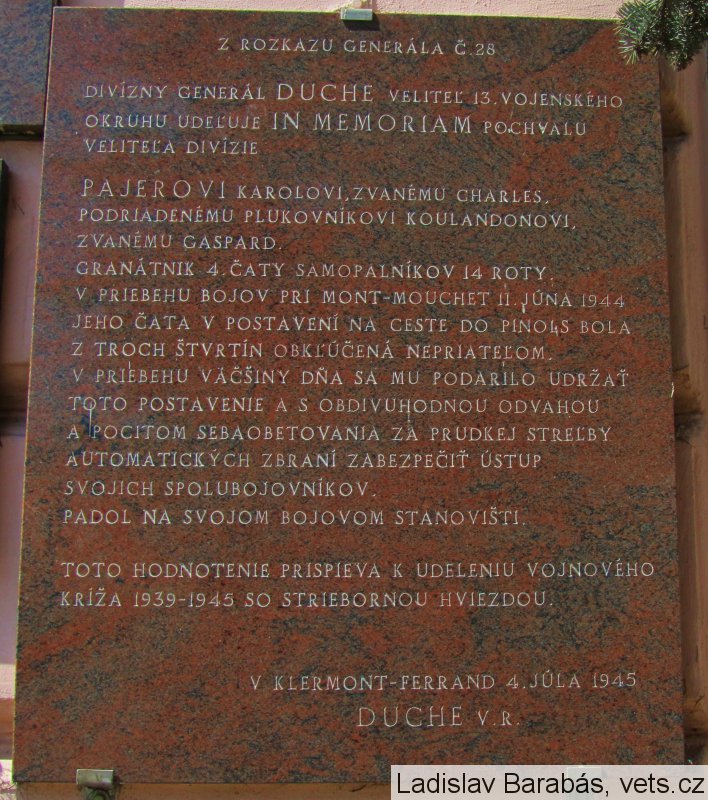 Z ROZKAZU GENERÁLA Č.28
DIVÍZNY GENERÁL DUCHE VELITEĽ 13. VOJENSKÉHO
OKRUHU UDEĽUJE IN MEMORIAM POCHVALU
VELITEĽA DIVÍZIE
PAJEROVI KAROLOVI, ZVANÉMU CHARLES,
PODRIADENÉMU PLUKOVNÍKOVI KOULANDONOVI,
ZVANÉMU GASPARD.
GRANÁTNIK 4. ČATY SAMOPALNÍKOV 14 ROTY.
V PRIEBEHU BOJOV PRI MONT-MOUCHET 11. JÚNA 1944
JEHO ČATA V POSTAVENÍ NA CESTE DO PINOLS BOLA
Z TROCH ŠTVRTÍN OBKĽÚČENÁ NEPRIATEĽOM.
V PRIEBEHU VÄČŠINY DŇA SA MU PODARILO UDRŽAŤ
TOTO POSTAVENIE A S OBDIVUHODNOU ODVAHOU
A POCITOM SEBAOBETOVANIA ZA PRUDKEJ STREĽBY
AUTOMATICKÝCH ZBRANÍ ZABEZPEČIŤ ÚSTUP
SVOJICH SPOLUBOJOVNÍKOV.
PADOL NA SVOJOM BOJOVOM STANOVIŠTI.
TOTO HODNOTENIE PRISPIEVA K UDELENIU VOJNOVÉHO
KRÍŽA 1939-1945 SO STRIEBORNOU HVIEZDOU.
V KLERMONT-FERRAND 4. JÚLA 1945
DUCHE V.R.
Ladislav Barabás, vets.cz